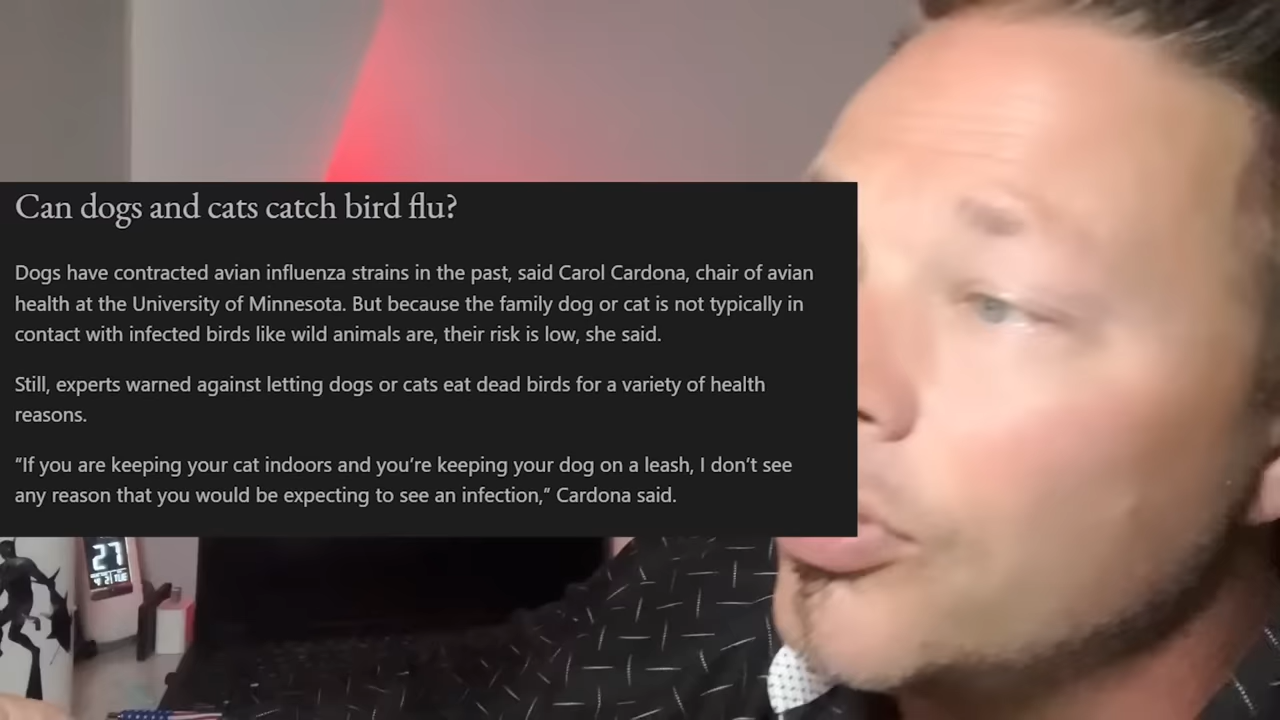 Can dogs and cats catch bird flu?
Dogs have contracted avian influenza strains in the past, said Carol Cardona, chair of avian
health at the University of Minnesota. But because the family dog or cat is not typically in
contact with infected birds like wild animals are, their risk is low, she said.
Still, experts warned against letting dogs or cats eat dead birds for a variety of health
reasons.
“If you are keeping your cat indoors and you’re keeping your dog on a leash, I don’t see
any reason that you would be expecting to see an infection,” Cardona said.
27